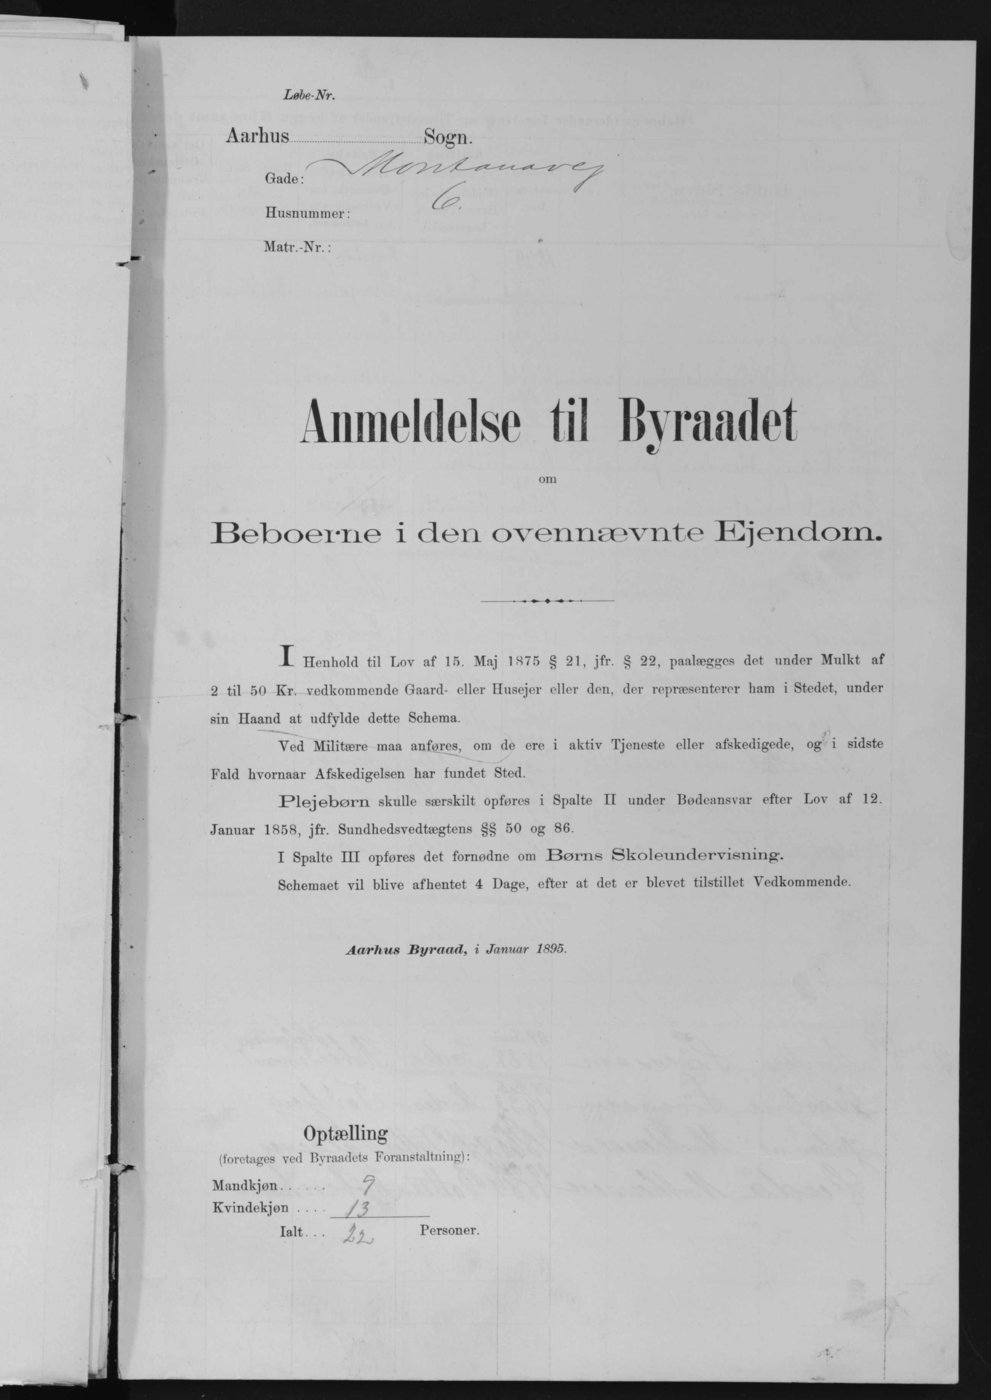 Løbe-Nr.
Aarhus Sogn.
Gade: Montanavej
Husnummer: 6.
Matr.-Nr.:
Anmeldelse til Byraadet
om
Beboerne i den ovennævnte Ejendom.
I Henhold til Lov af 15. Maj 1875 § 21, jfr. § 22, paalægges det under Mulkt af
2 til 50 Kr. vedkommende Gaard- eller Husejer eller den, der repræsenterer ham i Stedet, under
sin Haand at udfylde dette Schema.
Ved Militære maa anføres, om de ere i aktiv Tjeneste eller afskedigede, og i sidste
Fald hvornaar Afskedigelsen har fundet Sted.
Plejebørn skulle særskilt opføres i Spalte II under Bødeansvar efter Lov af 12.
Januar 1858, jfr. Sundhedsvedtægtens §§ 50 og 86.
I Spalte III opføres det fornødne om Børns Skoleundervisning.
Schemaet vil blive afhentet 4 Dage, efter at det er blevet tilstillet Vedkommende.
Aarhus Byraad, i Januar 1895.
Optælling
(foretages ved Byraadets Foranstaltning):
Mandkjøn. . . . . . 9
Kvindekjøn . . . . 13
Ialt. . . 22 Personer.